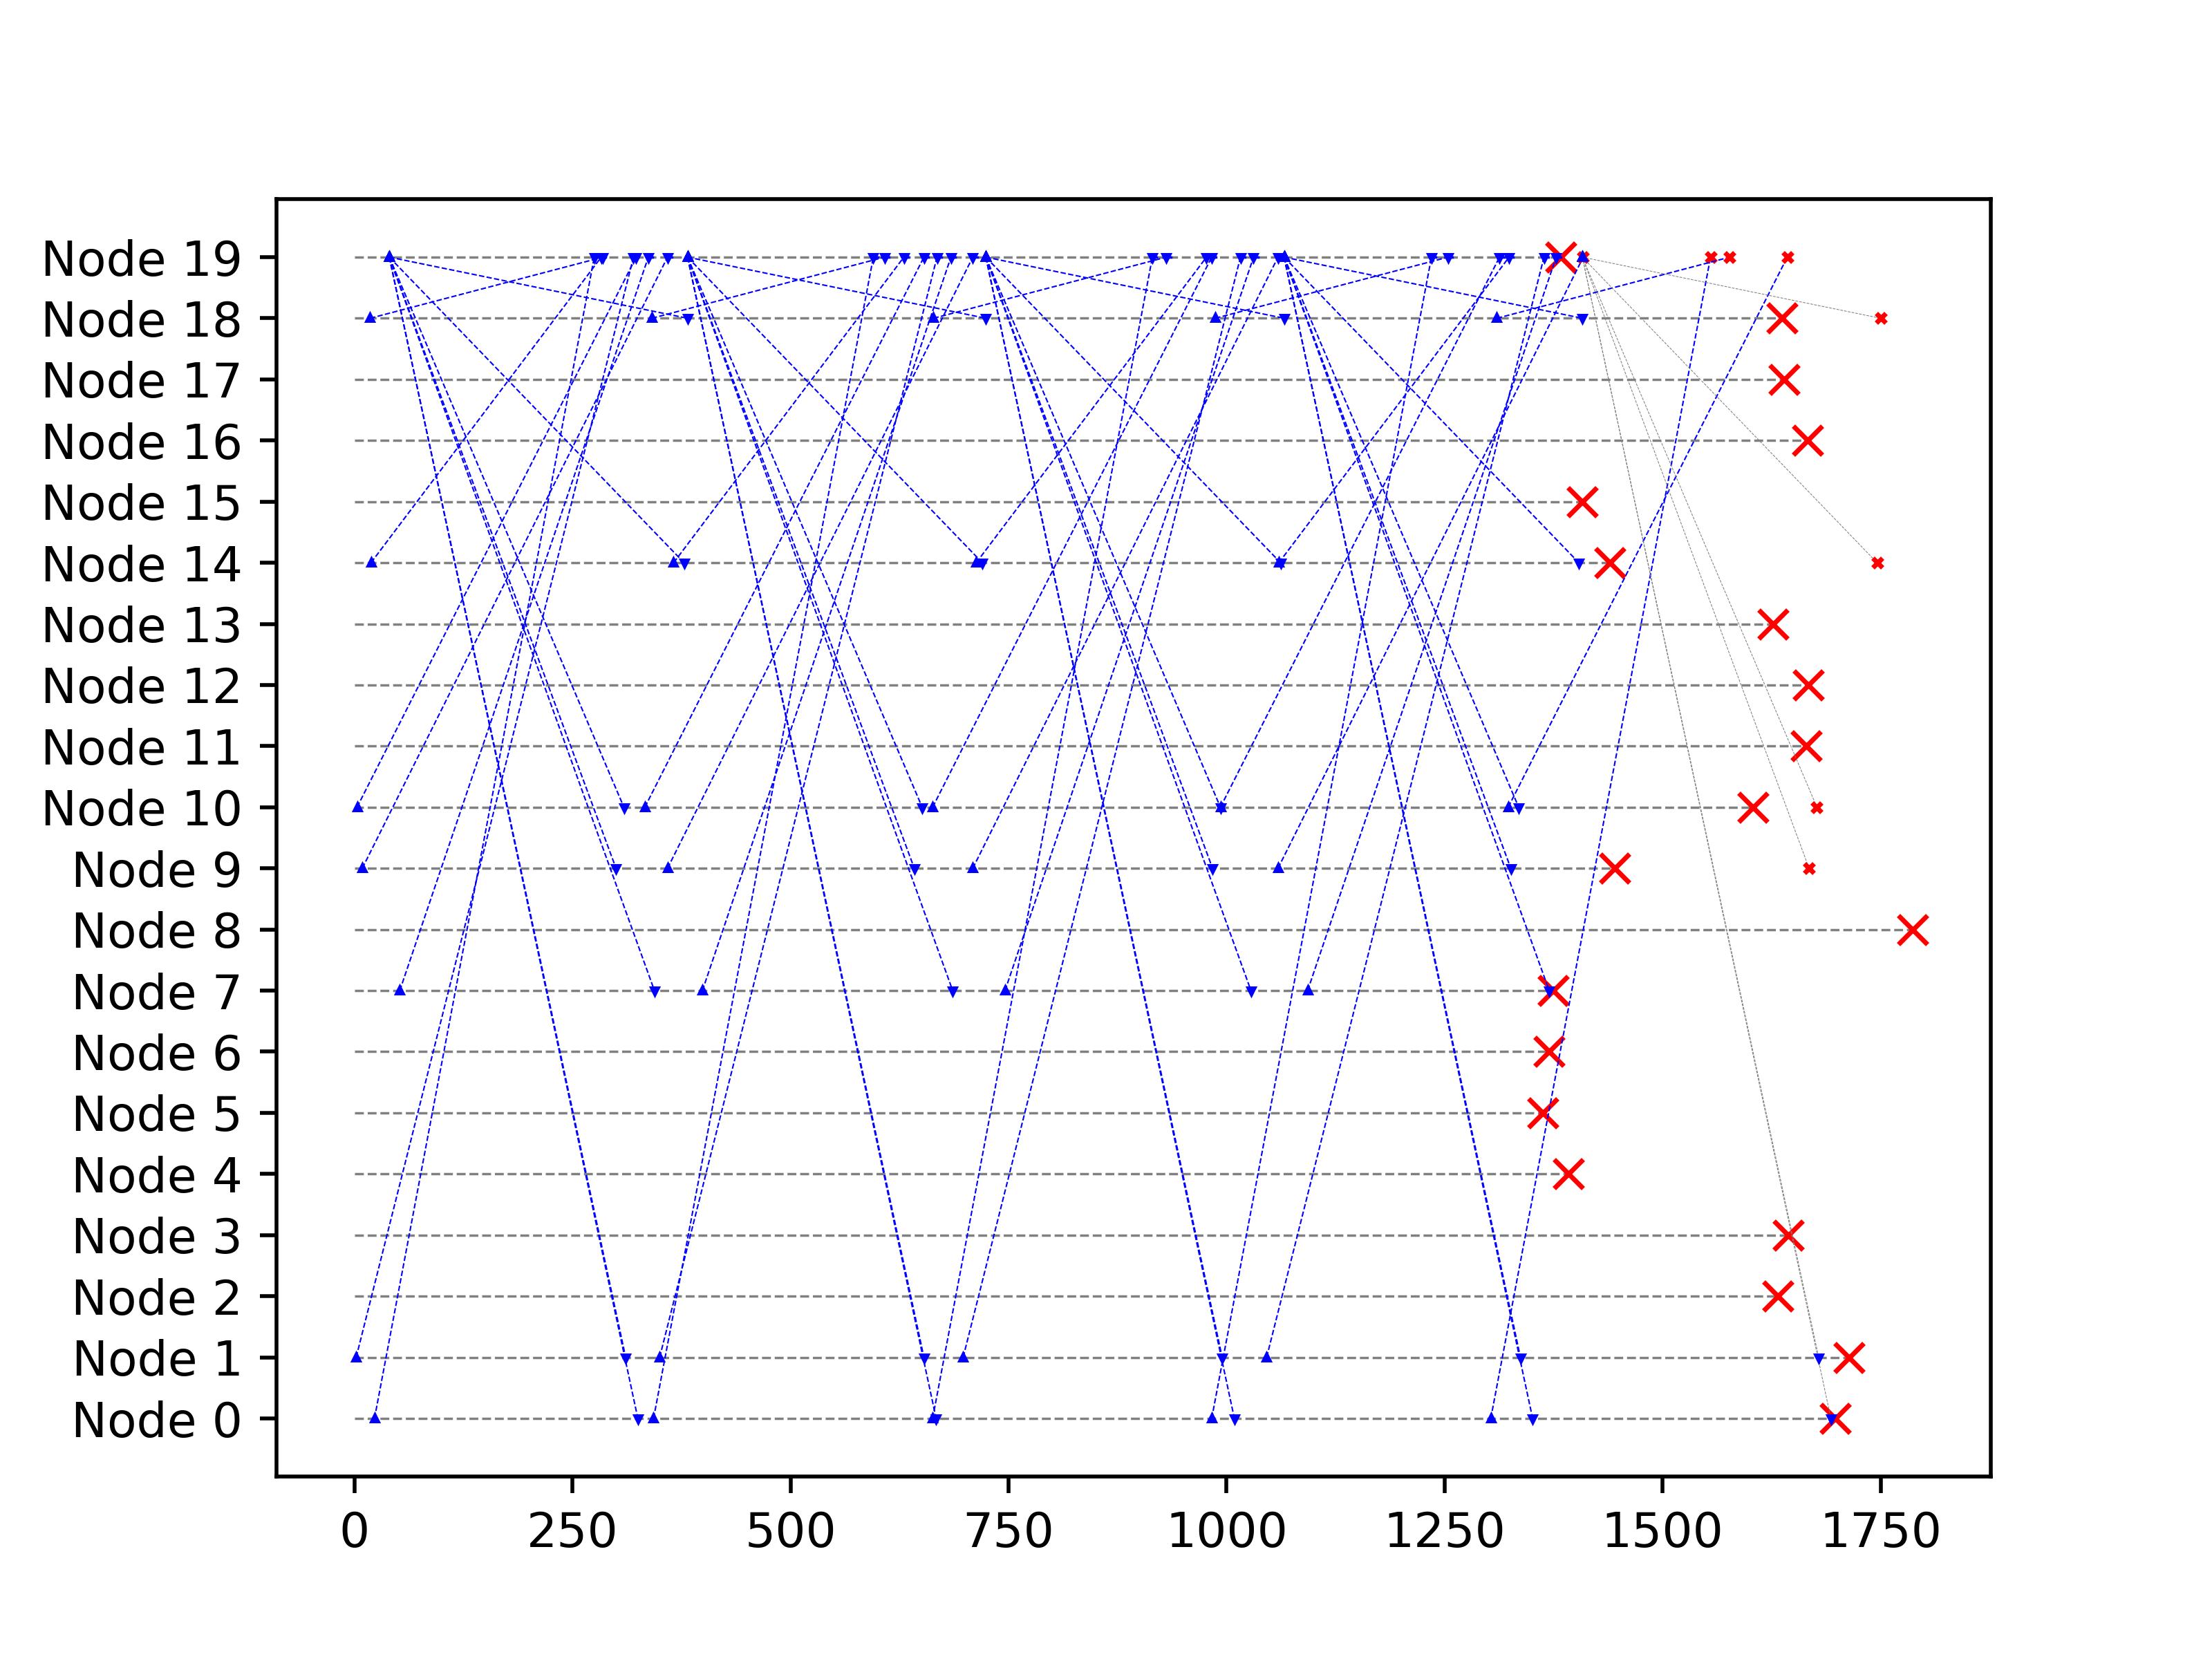 Node 19
Node 18
Node 17
Node 16
Node 15
Node 14
Node 13
Node 12
Node 11
Node 10
Node 9
Node 8
Node 7
Node 6
Node 5
Node 4
Node 3
Node 2
Node 1
Node 0
0 250 500 750 1000 1250 1500 1750